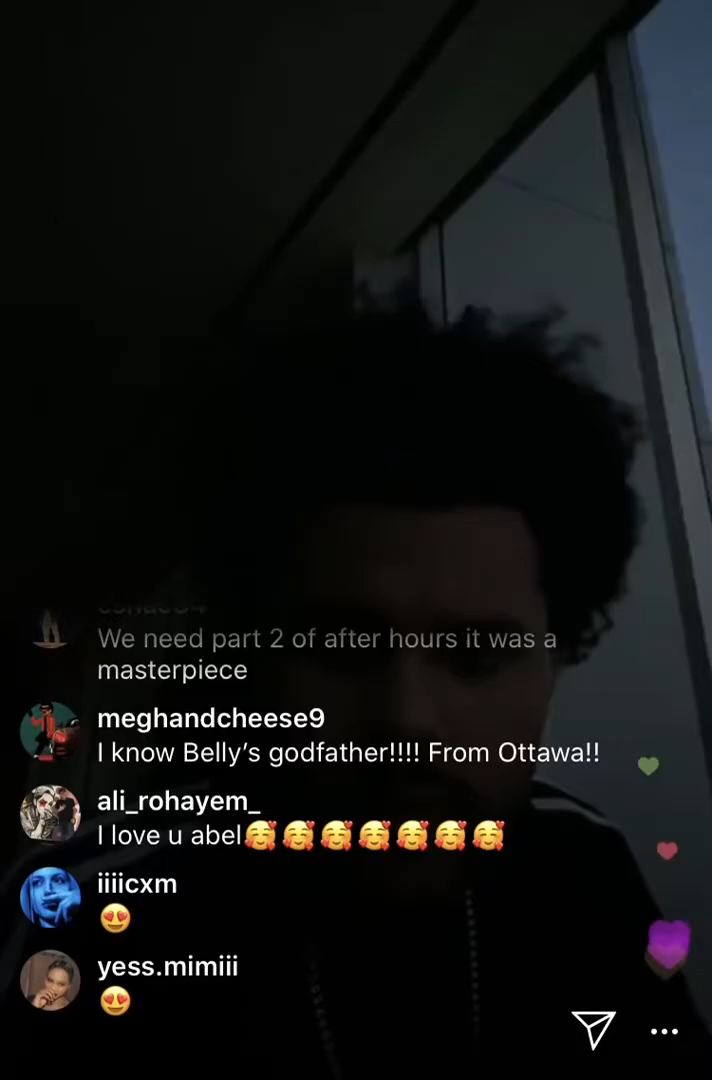 We need part 2 of after hours it was a
masterpiece
meghandcheese9
I know Belly's godfather!!!! From Ottawa!!
ali_rohayem_
I love u abel🥰🥰🥰🥰🥰🥰🥰
iiiicxm
😍
yess.mimiii
😍